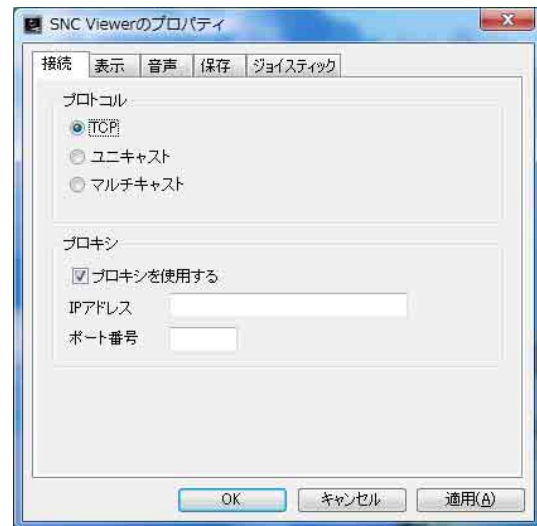 SNC Viewerのプロパティ
接続 表示 音声 保存 ジョイスティック
プロトコル
TCP
ユニキャスト
マルチキャスト
プロキシ
プロキシを使用する
IPアドレス
ポート番号
OK キャンセル 適用(A)